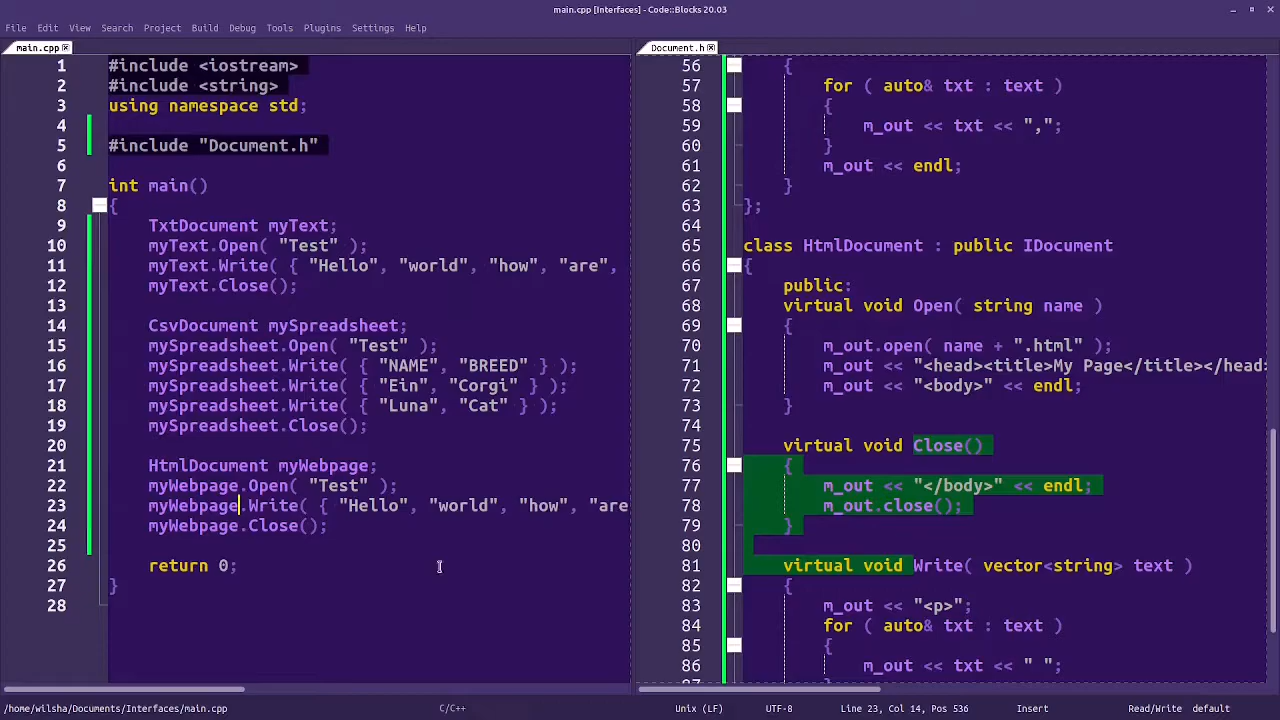 main.cpp [Interfaces] - Code::Blocks 20.03
File Edit View Search Project Build Debug Tools Plugins Settings Help
main.cpp
1 #include <iostream>
2 #include <string>
3 using namespace std;
4
5 #include "Document.h"
6
7 int main()
8 {
9 TxtDocument myText;
10 myText.Open( "Test" );
11 myText.Write( { "Hello", "world", "how", "are",
12 myText.Close();
13
14 CsvDocument mySpreadsheet;
15 mySpreadsheet.Open( "Test" );
16 mySpreadsheet.Write( { "NAME", "BREED" } );
17 mySpreadsheet.Write( { "Ein", "Corgi" } );
18 mySpreadsheet.Write( { "Luna", "Cat" } );
19 mySpreadsheet.Close();
20
21 HtmlDocument myWebpage;
22 myWebpage.Open( "Test" );
23 myWebpage.Write( { "Hello", "world", "how", "are
24 myWebpage.Close();
25
26 return 0;
27 }
28
Document.h
56 {
57 for ( auto& txt : text )
58 {
59 m_out << txt << ",";
60 }
61 m_out << endl;
62 }
63 };
64
65 class HtmlDocument : public IDocument
66 {
67 public:
68 virtual void Open( string name )
69 {
70 m_out.open( name + ".html" );
71 m_out << "<head><title>My Page</title></head>
72 m_out << "<body>" << endl;
73 }
74
75 virtual void Close()
76 {
77 m_out << "</body>" << endl;
78 m_out.close();
79 }
80
81 virtual void Write( vector<string> text )
82 {
83 m_out << "<p>";
84 for ( auto& txt : text )
85 {
86 m_out << txt << " ";
87 }
/home/wilsha/Documents/Interfaces/main.cpp C/C++ Unix (LF) UTF-8 Line 23, Col 14, Pos 536 Insert Read/Write default